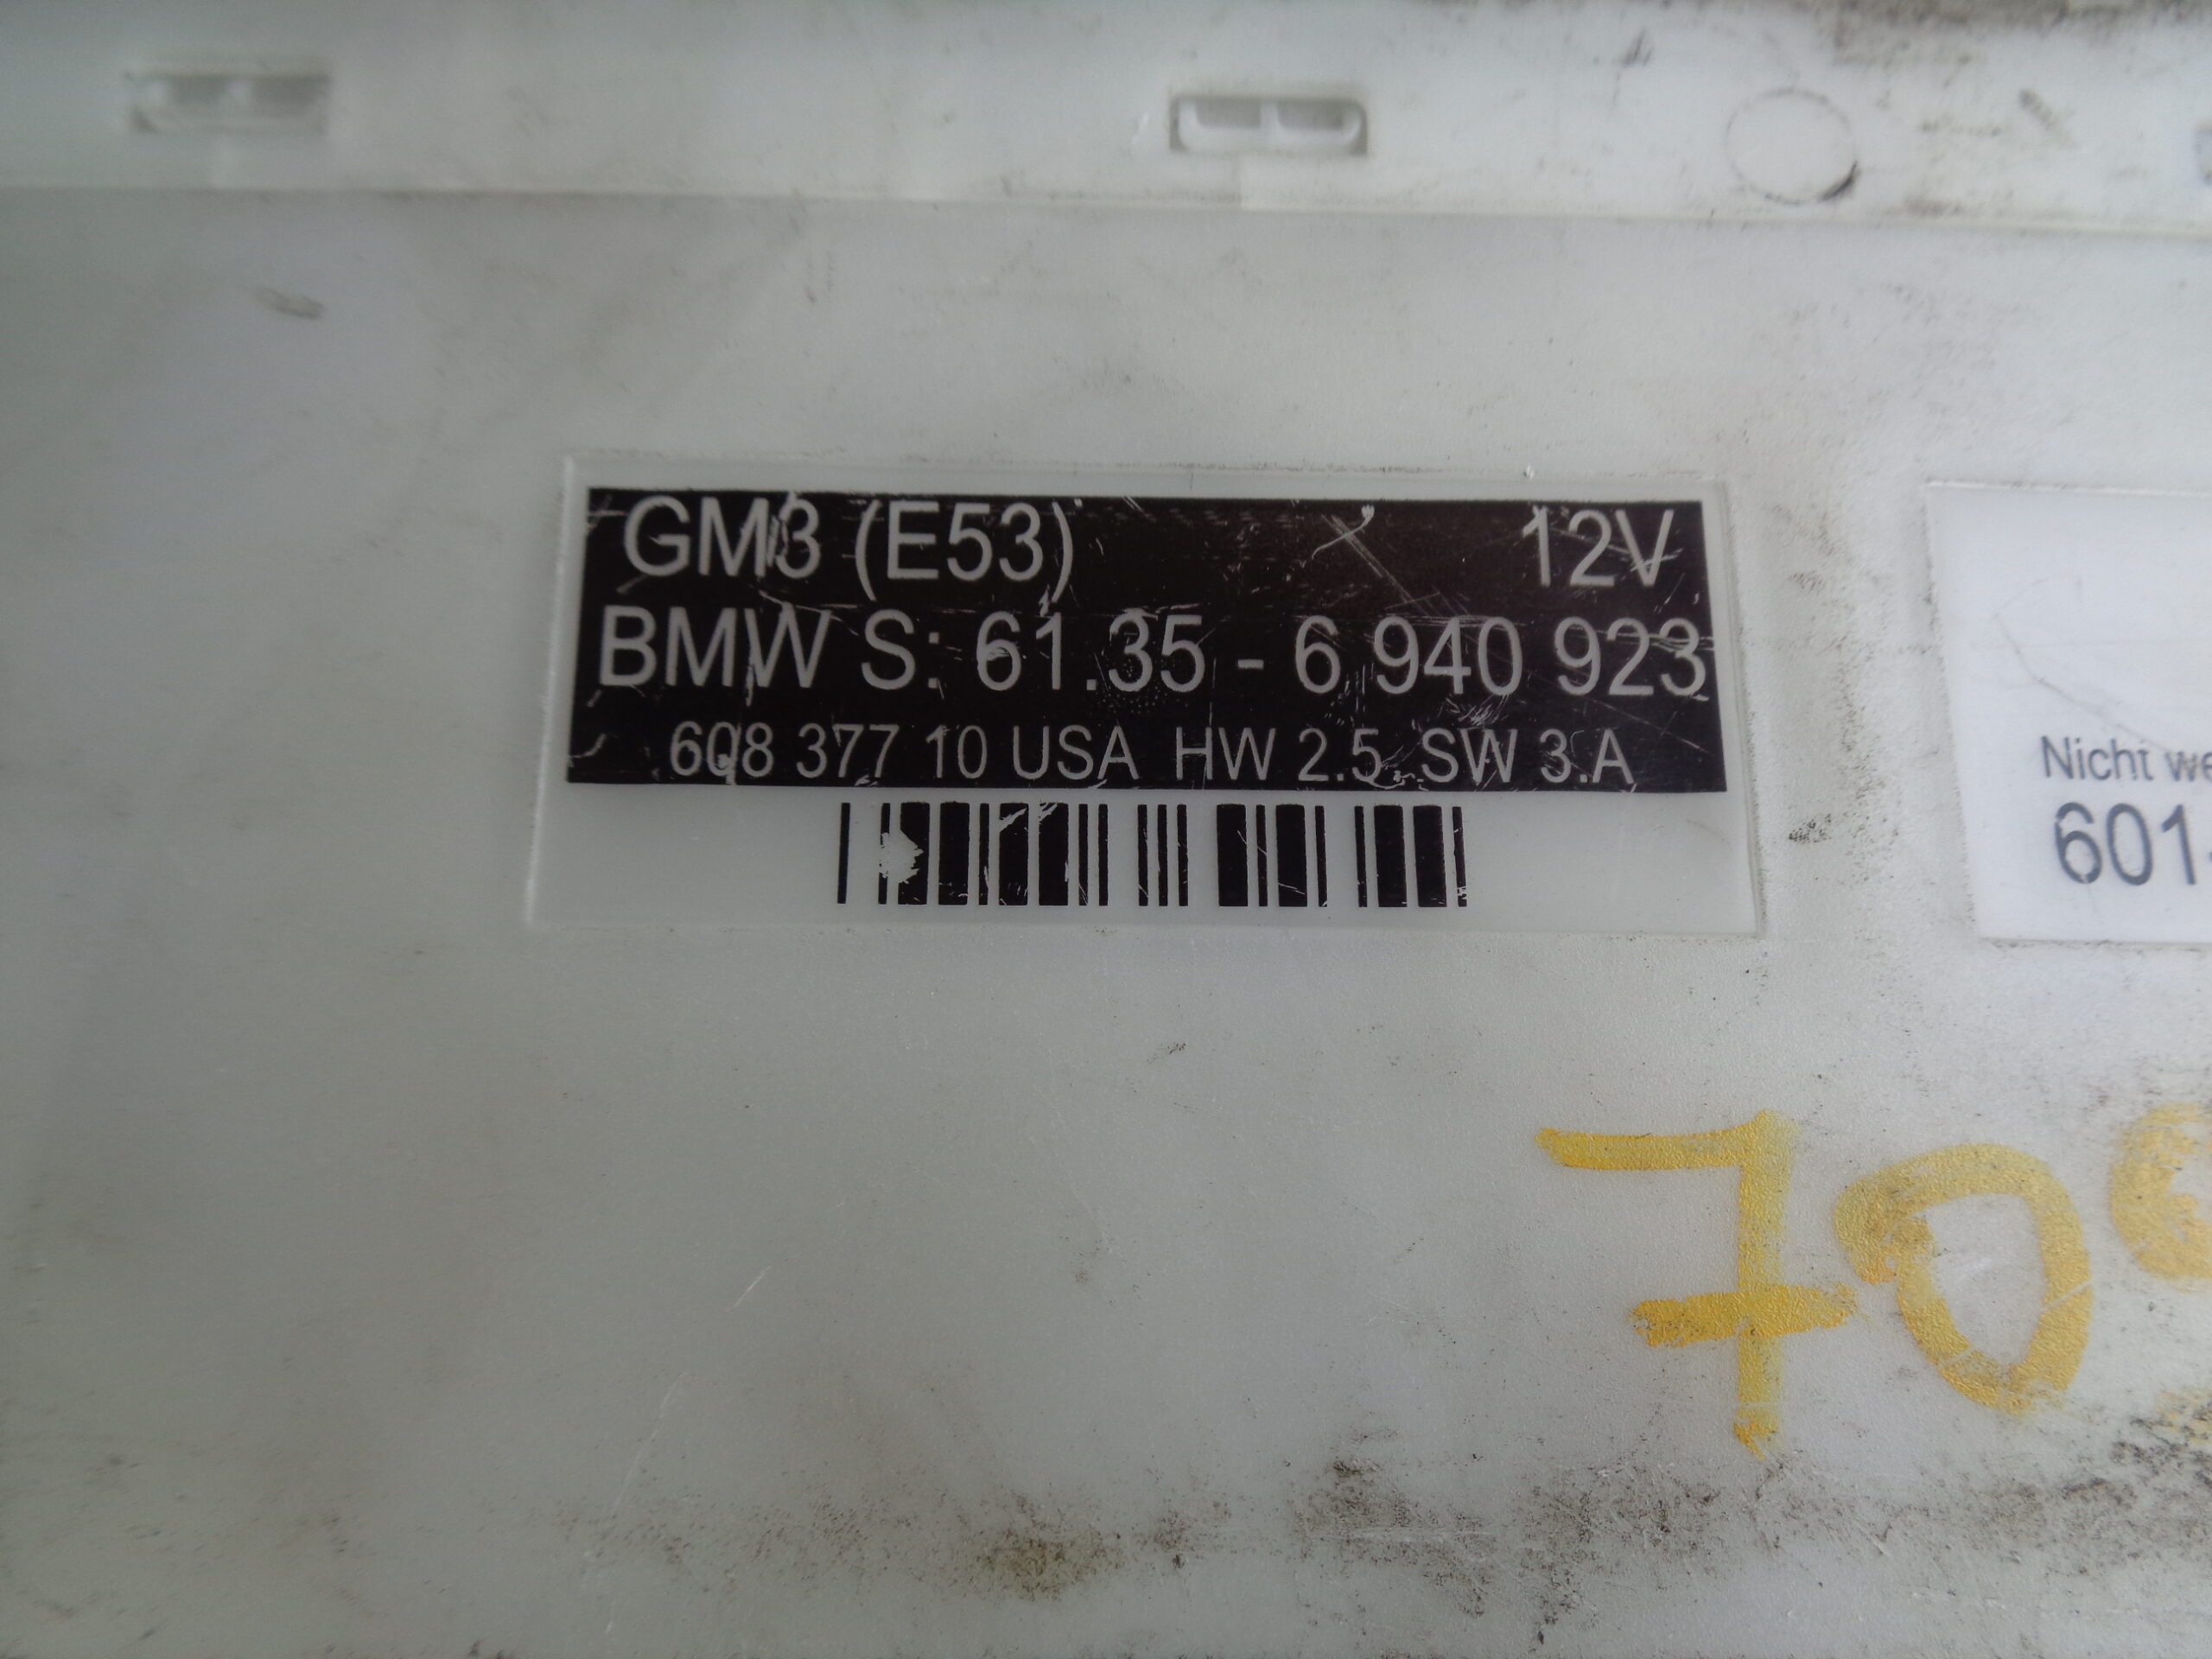 GM3 (E53) 12V
BMW S: 61.35 - 6 940 923
608 377 10 USA HW 2.5 SW 3.A
Nicht
601
70